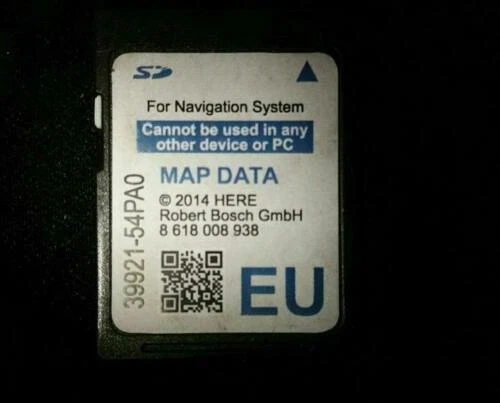 SD
For Navigation System
Cannot be used in any
other device or PC
MAP DATA
© 2014 HERE
Robert Bosch GmbH
8 618 008 938
39921-54PA0
EU